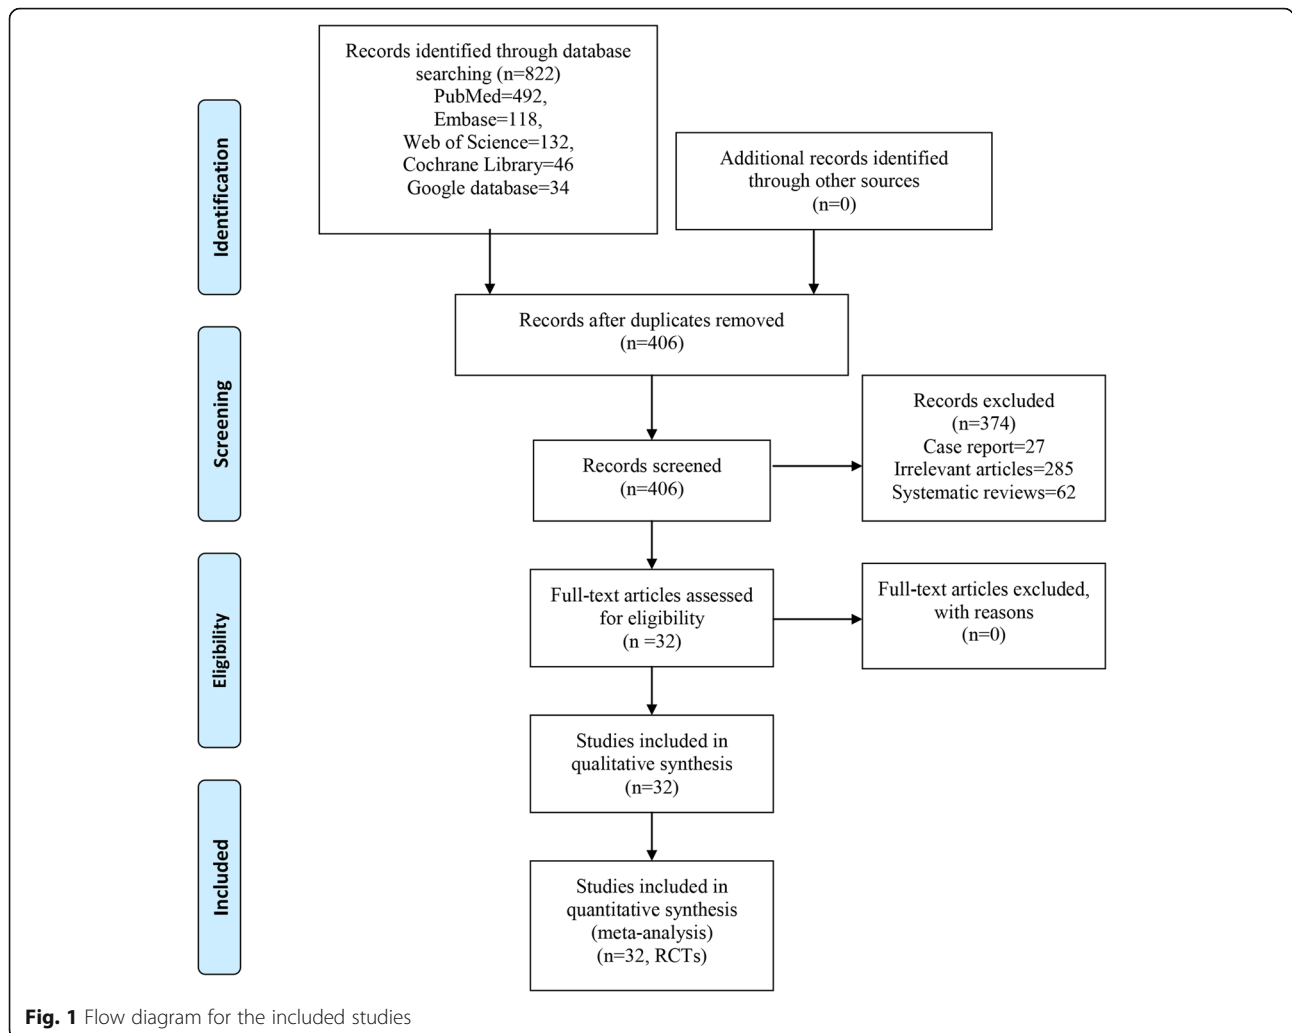 Identification
Records identified through database
searching (n=822)
PubMed=492,
Embase=118,
Web of Science=132,
Cochrane Library=46
Google database=34
Additional records identified
through other sources
(n=0)
Screening
Records after duplicates removed
(n=406)
Records screened
(n=406)
Records excluded
(n=374)
Case report=27
Irrelevant articles=285
Systematic reviews=62
Eligibility
Full-text articles assessed
for eligibility
(n =32)
Full-text articles excluded,
with reasons
(n=0)
Studies included in
qualitative synthesis
(n=32)
Included
Studies included in
quantitative synthesis
(meta-analysis)
(n=32, RCTs)
Fig. 1 Flow diagram for the included studies